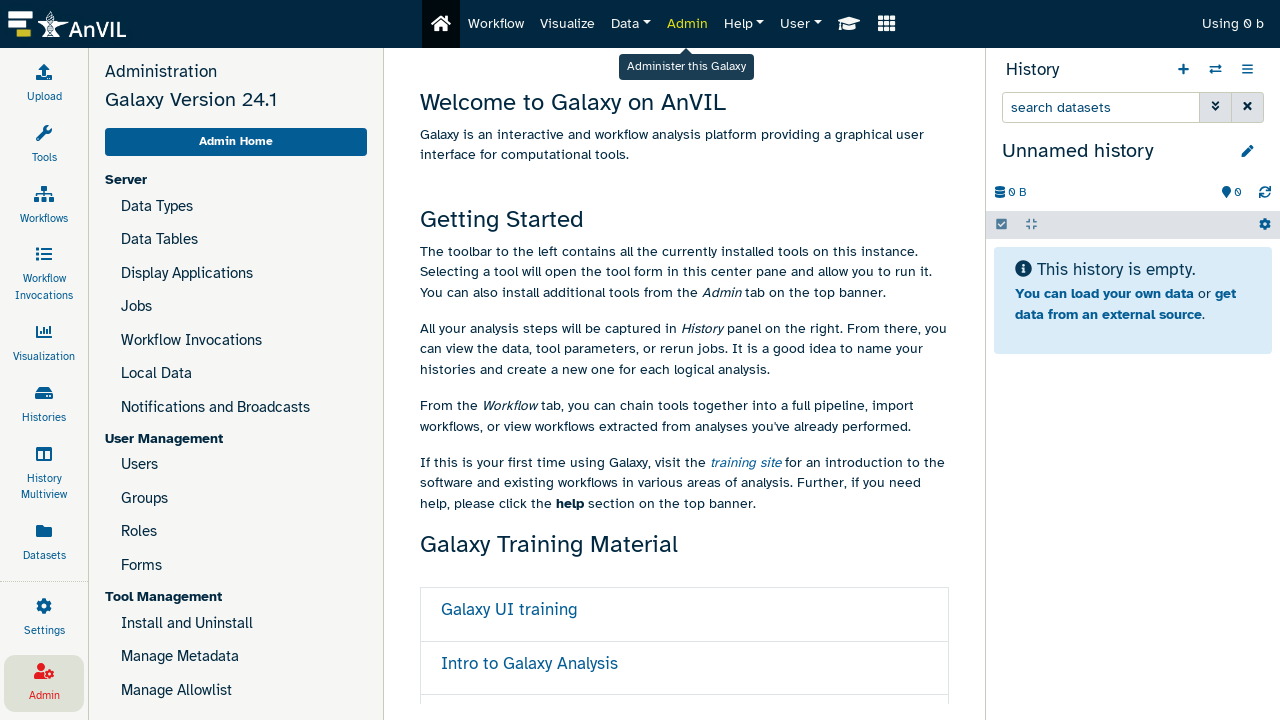 AnVIL
Workflow
Visualize
Data
Admin
Help
User
Using 0 b
Administer this Galaxy
Upload
Tools
Workflows
Workflow
Invocations
Visualization
Histories
History
Multiview
Datasets
Settings
Admin
Administration
Galaxy Version 24.1
Admin Home
Server
Data Types
Data Tables
Display Applications
Jobs
Workflow Invocations
Local Data
Notifications and Broadcasts
User Management
Users
Groups
Roles
Forms
Tool Management
Install and Uninstall
Manage Metadata
Manage Allowlist
Welcome to Galaxy on AnVIL
Galaxy is an interactive and workflow analysis platform providing a graphical user
interface for computational tools.
Getting Started
The toolbar to the left contains all the currently installed tools on this instance.
Selecting a tool will open the tool form in this center pane and allow you to run it.
You can also install additional tools from the Admin tab on the top banner.
All your analysis steps will be captured in History panel on the right. From there, you
can view the data, tool parameters, or rerun jobs. It is a good idea to name your
histories and create a new one for each logical analysis.
From the Workflow tab, you can chain tools together into a full pipeline, import
workflows, or view workflows extracted from analyses you've already performed.
If this is your first time using Galaxy, visit the training site for an introduction to the
software and existing workflows in various areas of analysis. Further, if you need
help, please click the help section on the top banner.
Galaxy Training Material
Galaxy UI training
Intro to Galaxy Analysis
History
search datasets
Unnamed history
0 B
0
This history is empty.
You can load your own data or get
data from an external source.